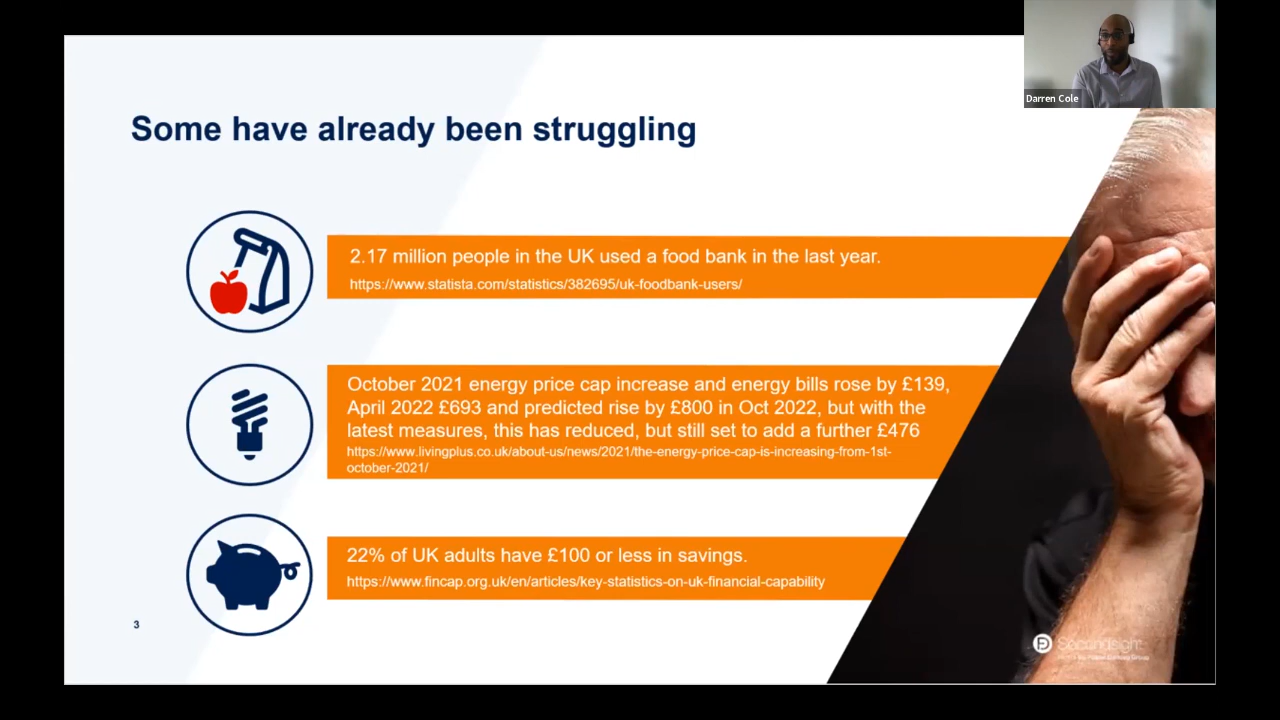 Darren Cole
Some have already been struggling
2.17 million people in the UK used a food bank in the last year.
https://www.statista.com/statistics/382695/uk-foodbank-users/
October 2021 energy price cap increase and energy bills rose by £139,
April 2022 £693 and predicted rise by £800 in Oct 2022, but with the
latest measures, this has reduced, but still set to add a further £476
https://www.livingplus.co.uk/about-us/news/2021/the-energy-price-cap-is-increasing-from-1st-
october-2021/
22% of UK adults have £100 or less in savings.
https://www.fincap.org.uk/en/articles/key-statistics-on-uk-financial-capability
3
Secondsight